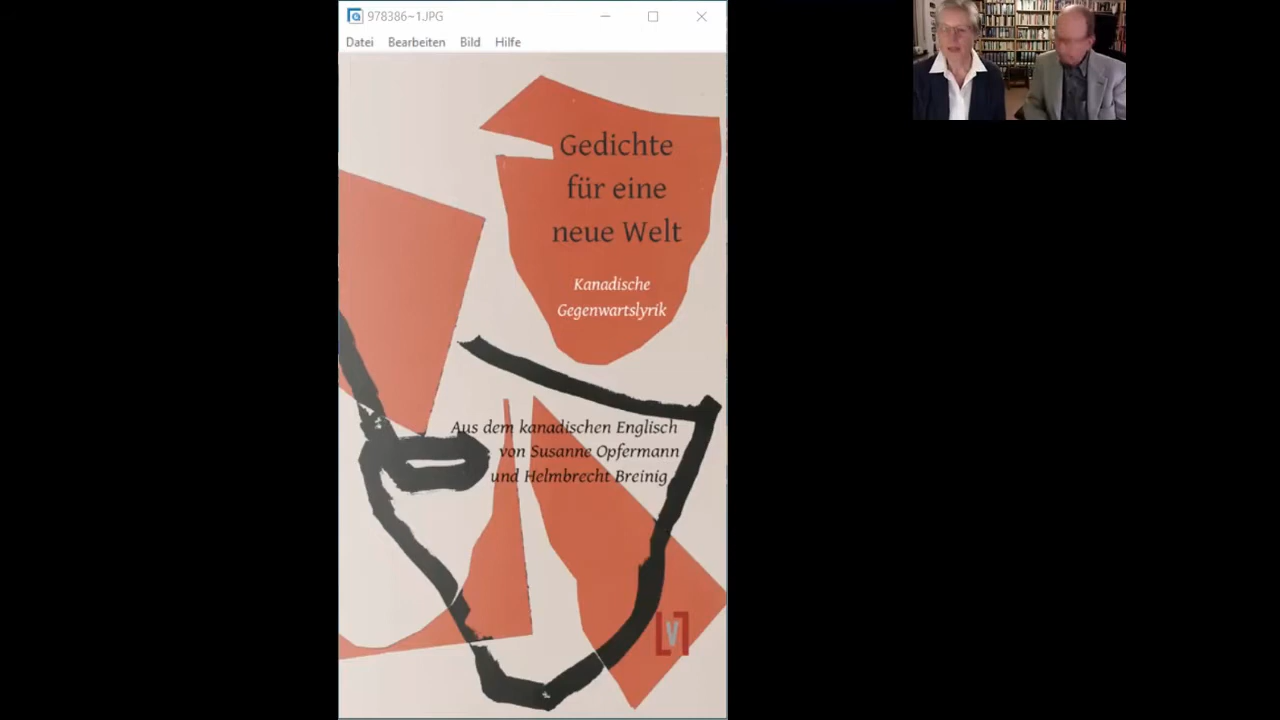 978386~1.JPG
Datei Bearbeiten Bild Hilfe
Gedichte
für eine
neue Welt
Kanadische
Gegenwartslyrik
Aus dem kanadischen Englisch
von Susanne Opfermann
und Helmbrecht Breinig
LVT